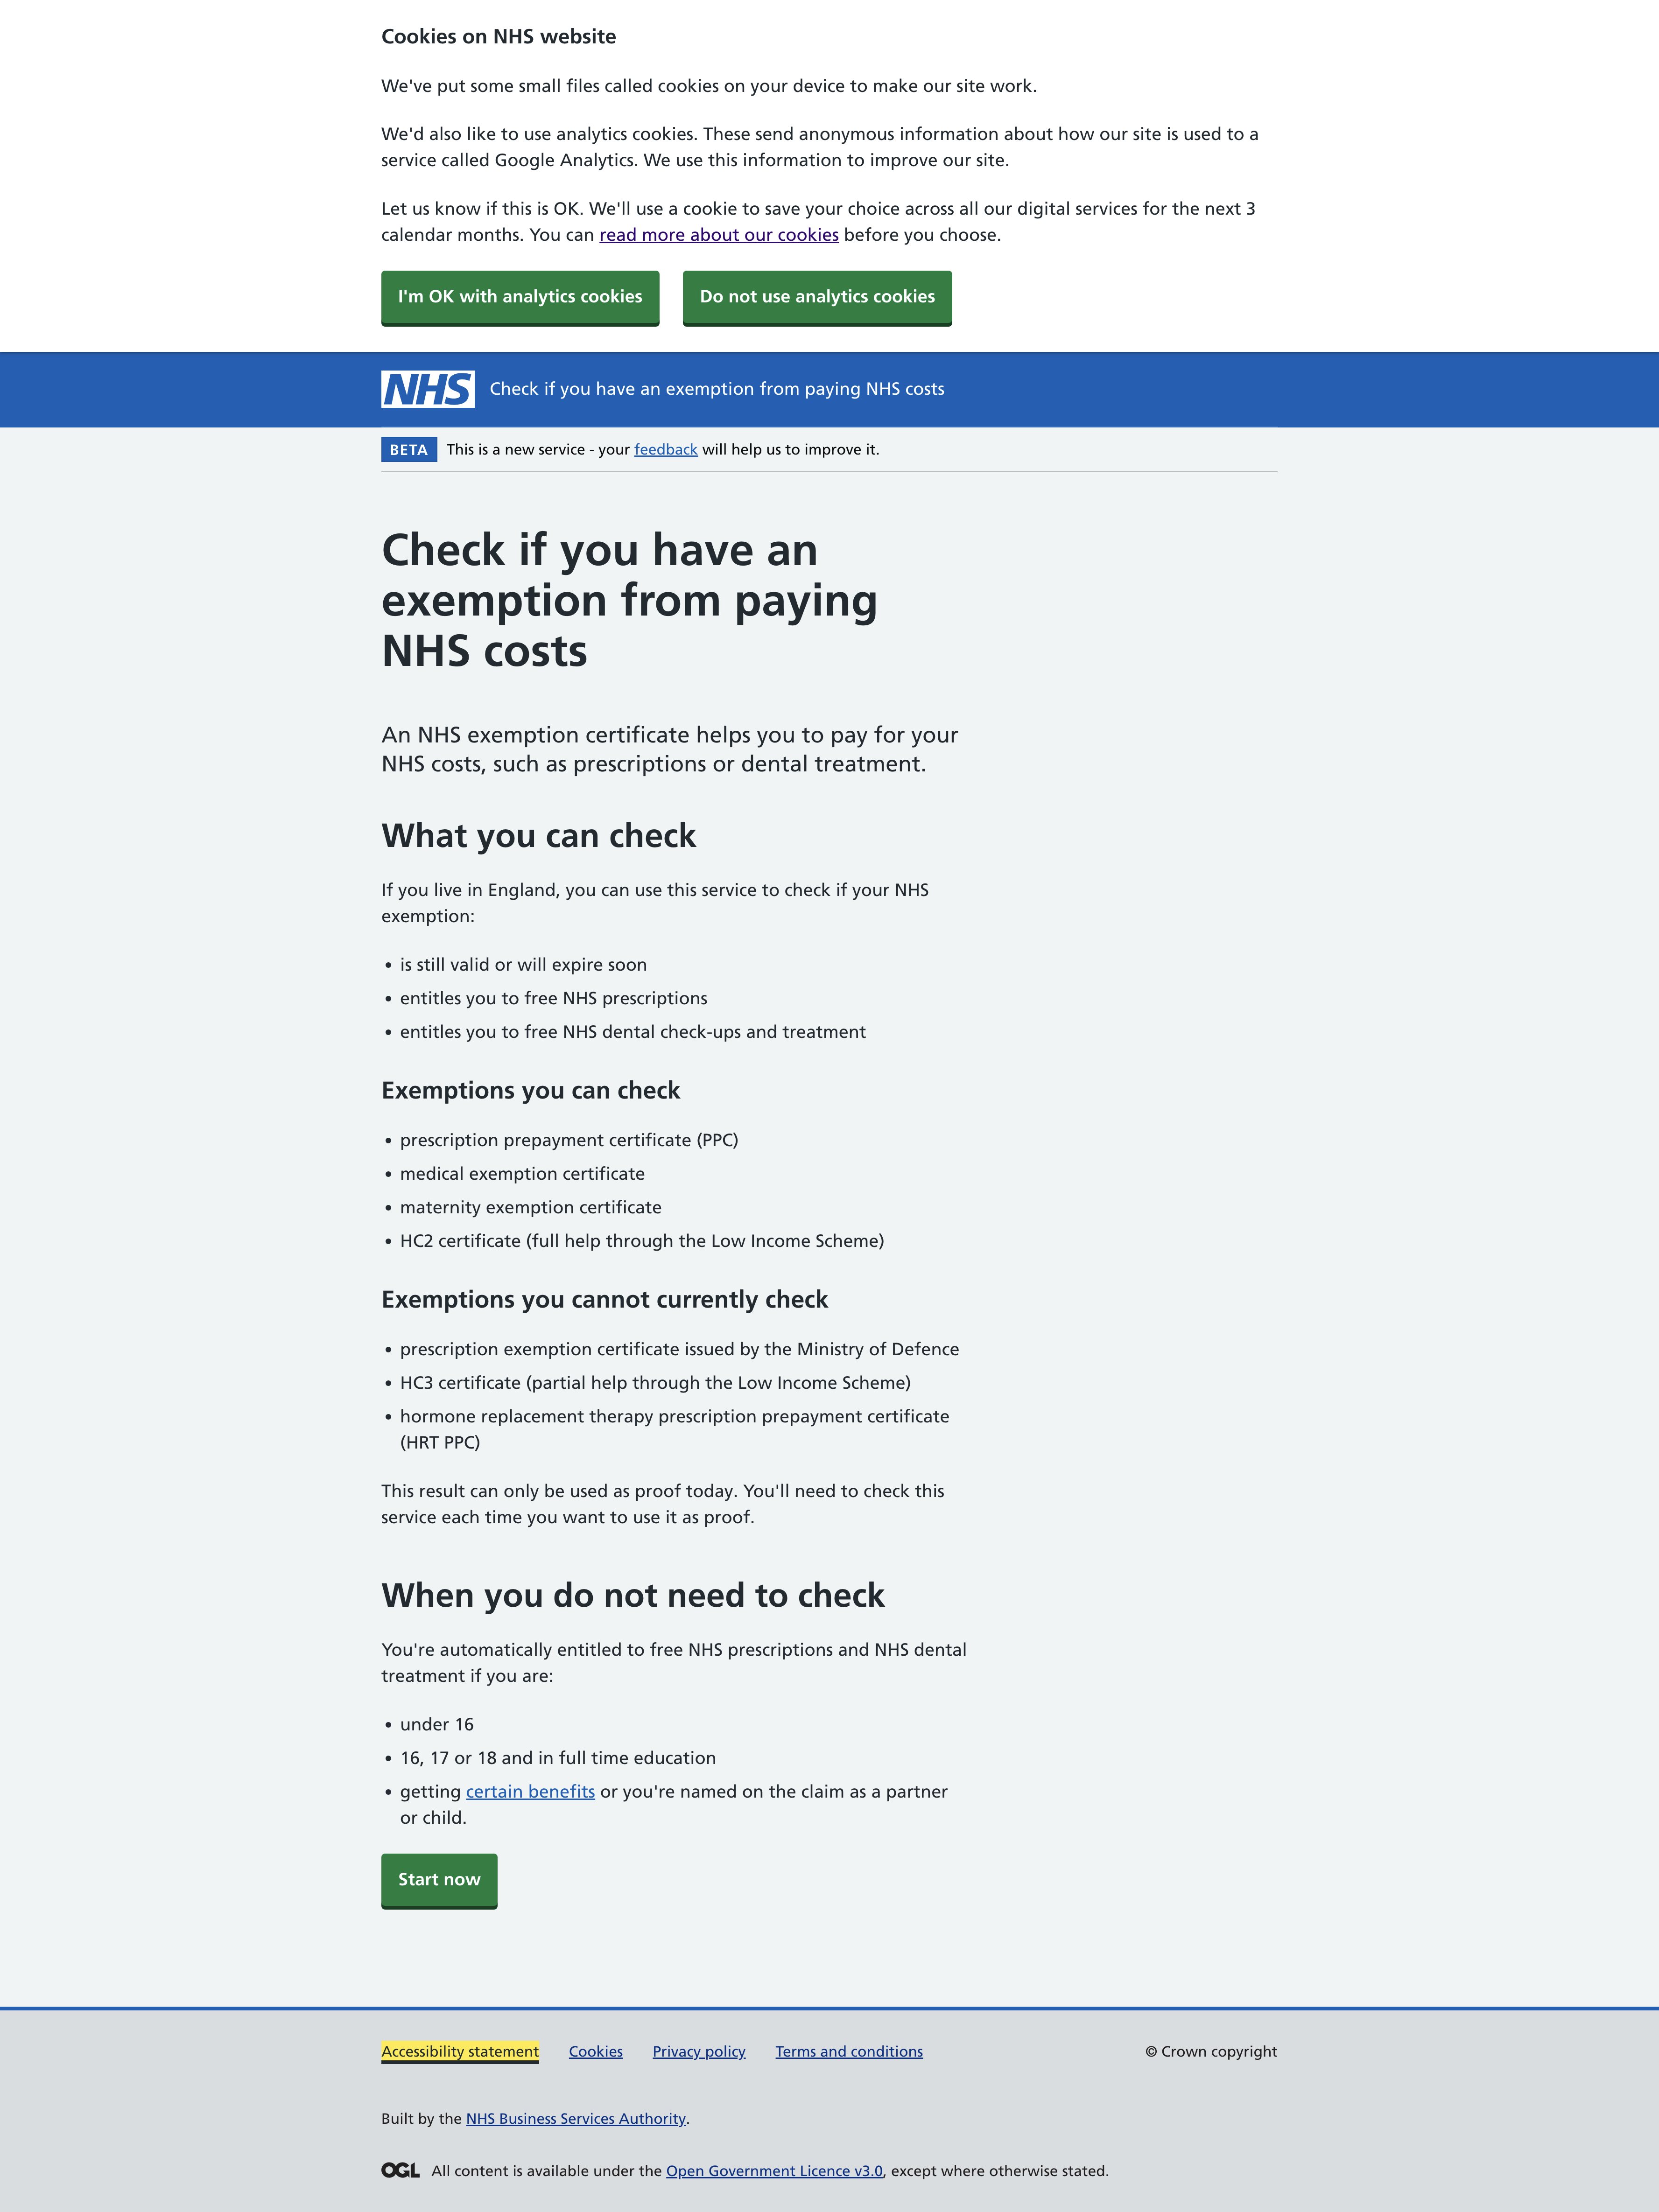 Cookies on NHS website
We've put some small files called cookies on your device to make our site work.
We'd also like to use analytics cookies. These send anonymous information about how our site is used to a
service called Google Analytics. We use this information to improve our site.
Let us know if this is OK. We'll use a cookie to save your choice across all our digital services for the next 3
calendar months. You can read more about our cookies before you choose.
I'm OK with analytics cookies
Do not use analytics cookies
NHS Check if you have an exemption from paying NHS costs
BETA This is a new service - your feedback will help us to improve it.
Check if you have an
exemption from paying
NHS costs
An NHS exemption certificate helps you to pay for your
NHS costs, such as prescriptions or dental treatment.
What you can check
If you live in England, you can use this service to check if your NHS
exemption:
• is still valid or will expire soon
• entitles you to free NHS prescriptions
• entitles you to free NHS dental check-ups and treatment
Exemptions you can check
• prescription prepayment certificate (PPC)
• medical exemption certificate
• maternity exemption certificate
• HC2 certificate (full help through the Low Income Scheme)
Exemptions you cannot currently check
• prescription exemption certificate issued by the Ministry of Defence
• HC3 certificate (partial help through the Low Income Scheme)
• hormone replacement therapy prescription prepayment certificate
(HRT PPC)
This result can only be used as proof today. You'll need to check this
service each time you want to use it as proof.
When you do not need to check
You're automatically entitled to free NHS prescriptions and NHS dental
treatment if you are:
• under 16
• 16, 17 or 18 and in full time education
• getting certain benefits or you're named on the claim as a partner
or child.
Start now
Accessibility statement Cookies Privacy policy Terms and conditions © Crown copyright
Built by the NHS Business Services Authority.
OGL All content is available under the Open Government Licence v3.0, except where otherwise stated.